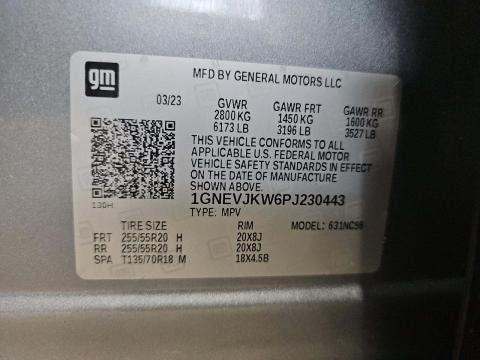 gm
MFD BY GENERAL MOTORS LLC
03/23 GVWR GAWR FRT GAWR RR
2800 KG 1450 KG 1600 KG
6173 LB 3196 LB 3527 LB
THIS VEHICLE CONFORMS TO ALL
APPLICABLE U.S. FEDERAL MOTOR
VEHICLE SAFETY STANDARDS IN EFFECT
ON THE DATE OF MANUFACTURE
1GNEVJKW6PJ230443
TYPE: MPV
TIRE SIZE RIM MODEL: 631NC56
FRT 255/55R20 H 20X8J
RR 255/55R20 H 20X8J
SPA T135/70R18 M 18X4.5B